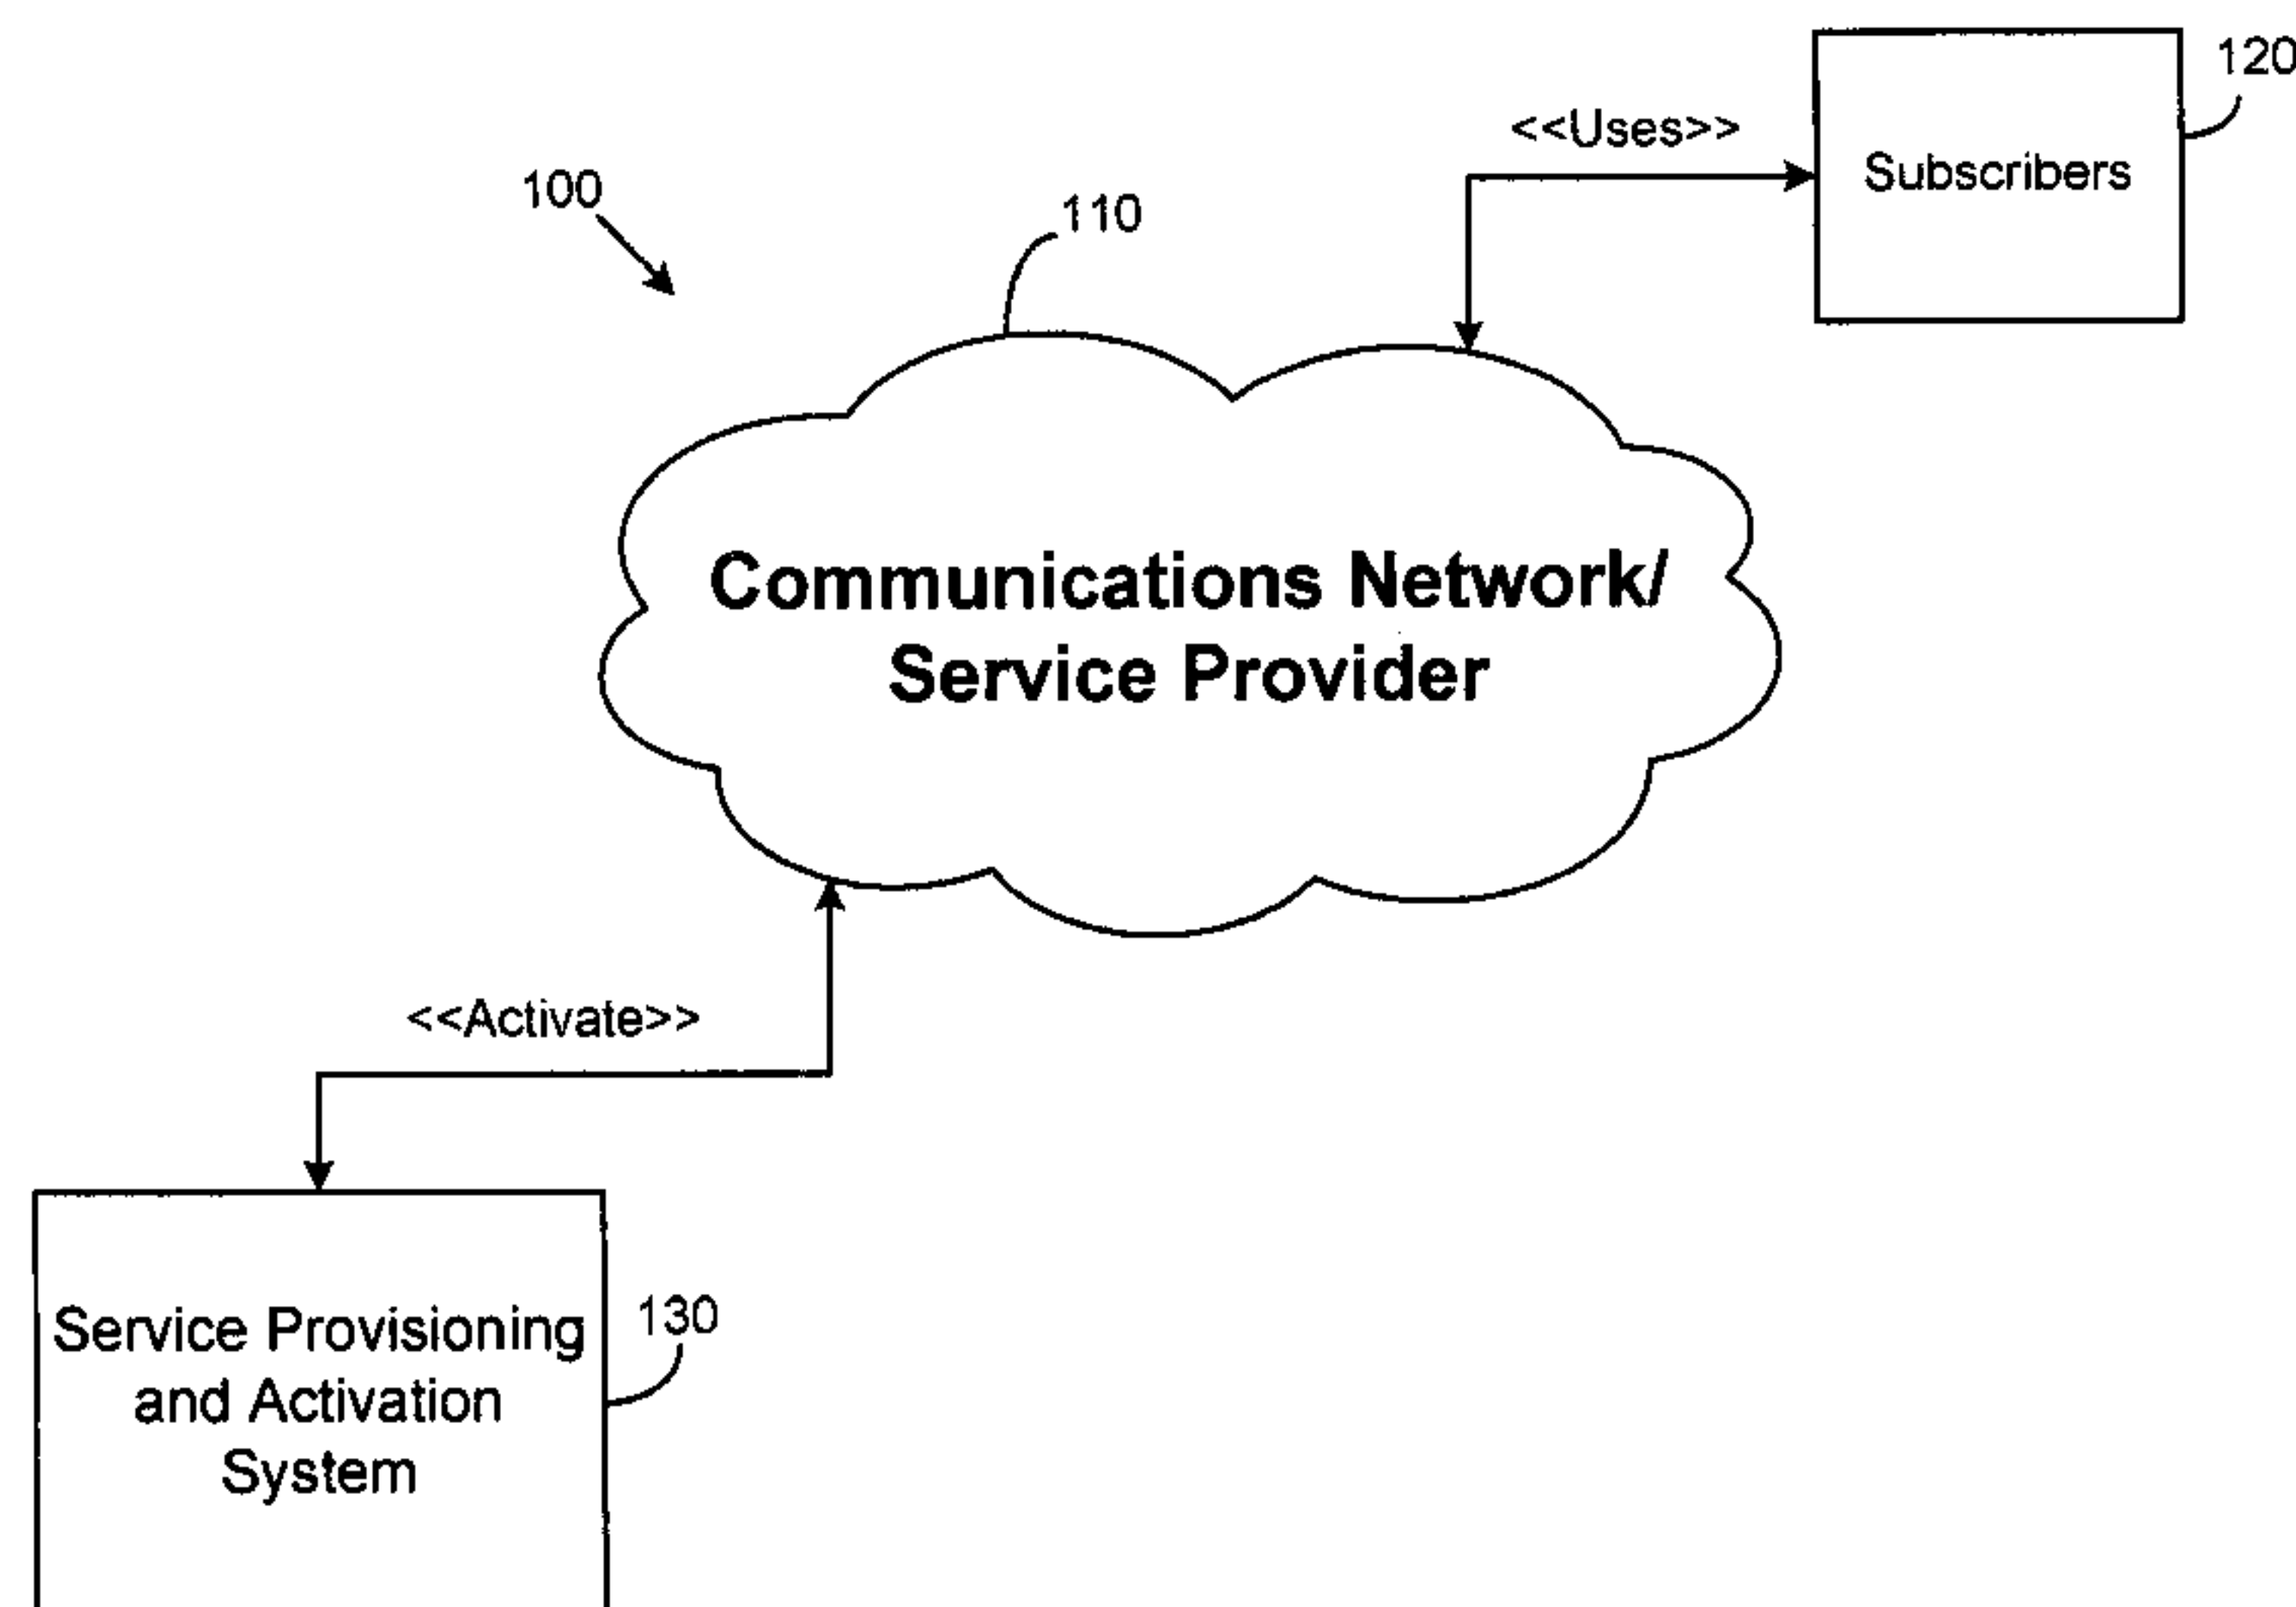 120
<<Uses>>
Subscribers
100
110
Communications Network/
Service Provider
<<Activate>>
Service Provisioning
and Activation
System
130